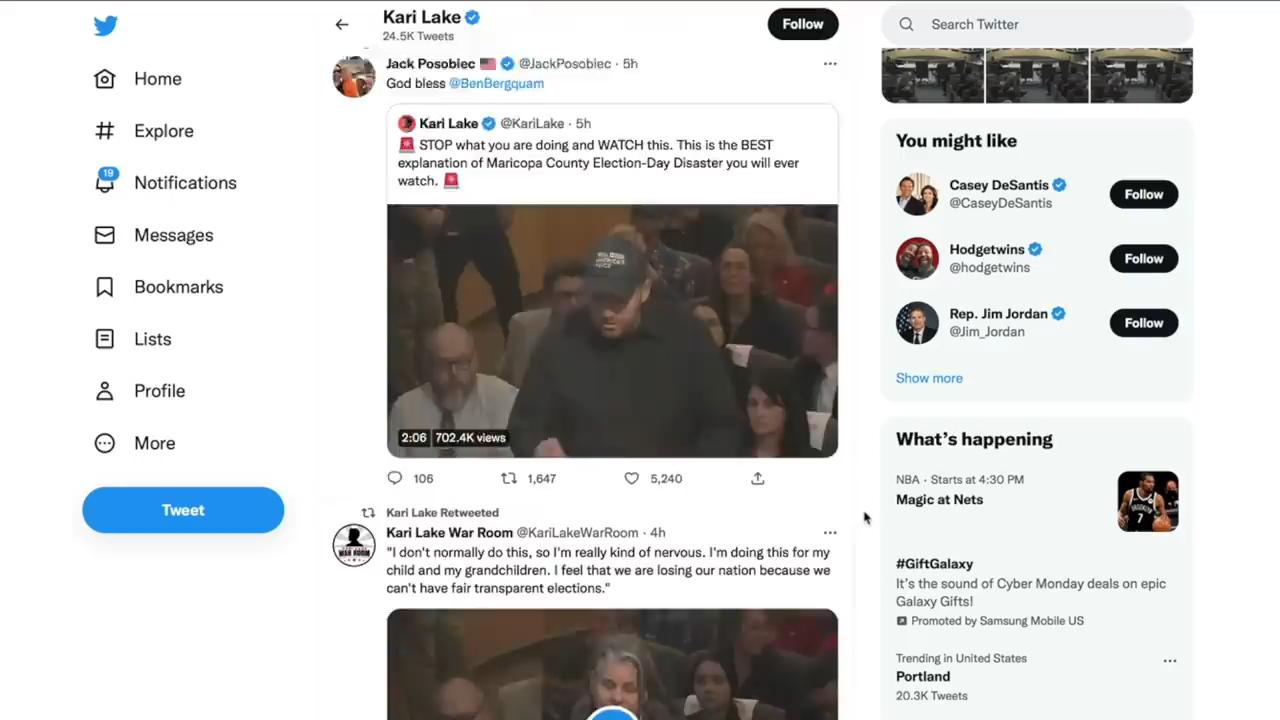 Home
Explore
19
Notifications
Messages
Bookmarks
Lists
Profile
More
Tweet
Kari Lake
24.5K Tweets
Follow
Jack Posobiec @JackPosobiec · 5h
God bless @BenBergquam
Kari Lake @KariLake · 5h
STOP what you are doing and WATCH this. This is the BEST
explanation of Maricopa County Election-Day Disaster you will ever
watch.
2:06 702.4K views
106 1,647 5,240
Kari Lake Retweeted
Kari Lake War Room @KariLakeWarRoom · 4h
"I don't normally do this, so I'm really kind of nervous. I'm doing this for my
child and my grandchildren. I feel that we are losing our nation because we
can't have fair transparent elections."
Search Twitter
You might like
Casey DeSantis
@CaseyDeSantis
Follow
Hodgetwins
@hodgetwins
Follow
Rep. Jim Jordan
@Jim_Jordan
Follow
Show more
What's happening
NBA · Starts at 4:30 PM
Magic at Nets
#GiftGalaxy
It's the sound of Cyber Monday deals on epic
Galaxy Gifts!
Promoted by Samsung Mobile US
Trending in United States
Portland
20.3K Tweets